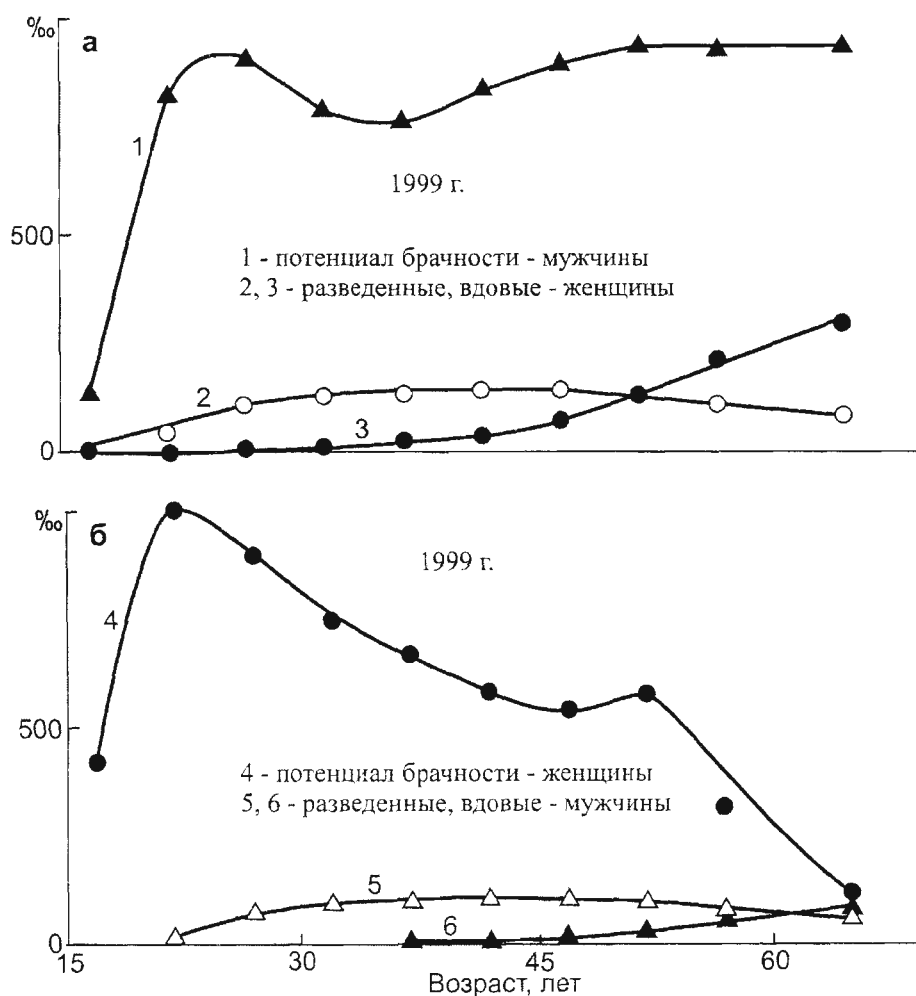 ‰
а
1
1999 г.
500
1 - потенциал брачности - мужчины
2, 3 - разведенные, вдовые - женщины
2
3
0
‰
б
1999 г.
4
500
4 - потенциал брачности - женщины
5, 6 - разведенные, вдовые - мужчины
5
6
0
15 30 45 60
Возраст, лет